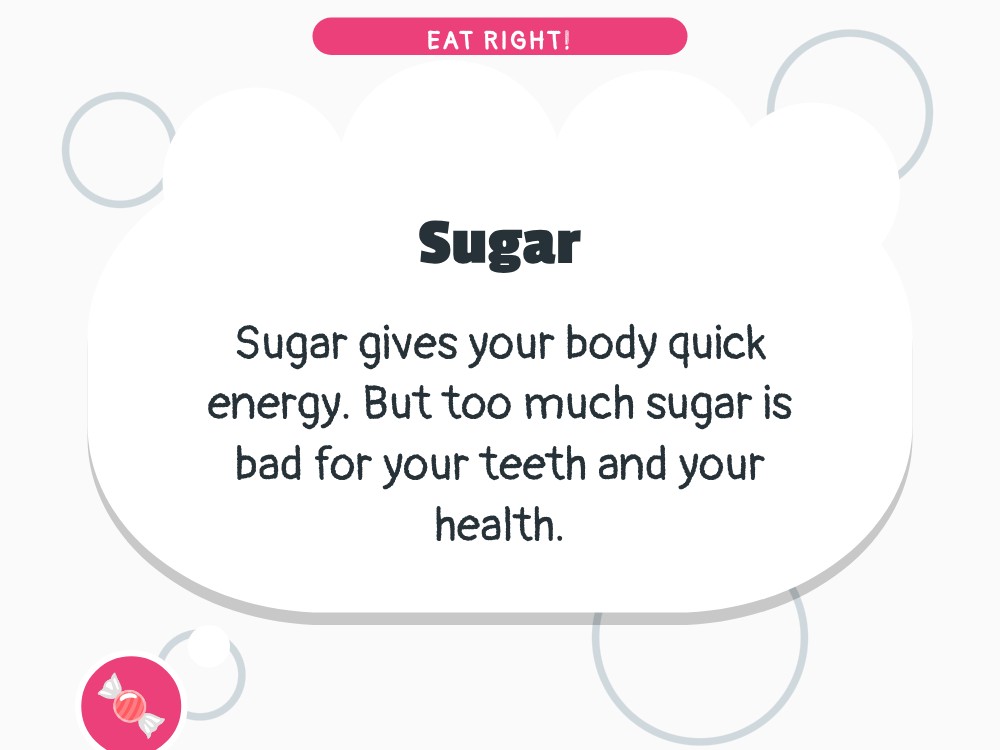 EAT RIGHT!
Sugar
Sugar gives your body quick
energy. But too much sugar is
bad for your teeth and your
health.